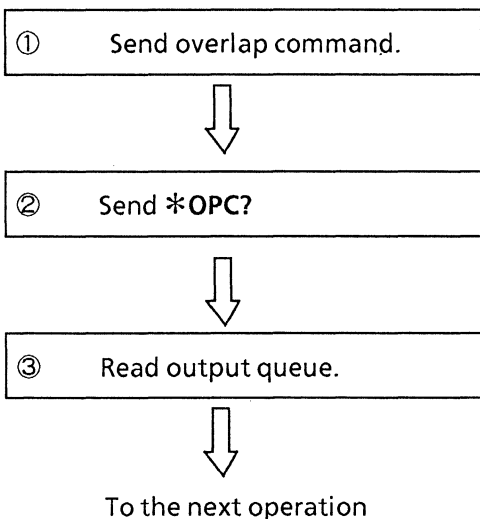 ① Send overlap command.
② Send *OPC?
③ Read output queue.
To the next operation